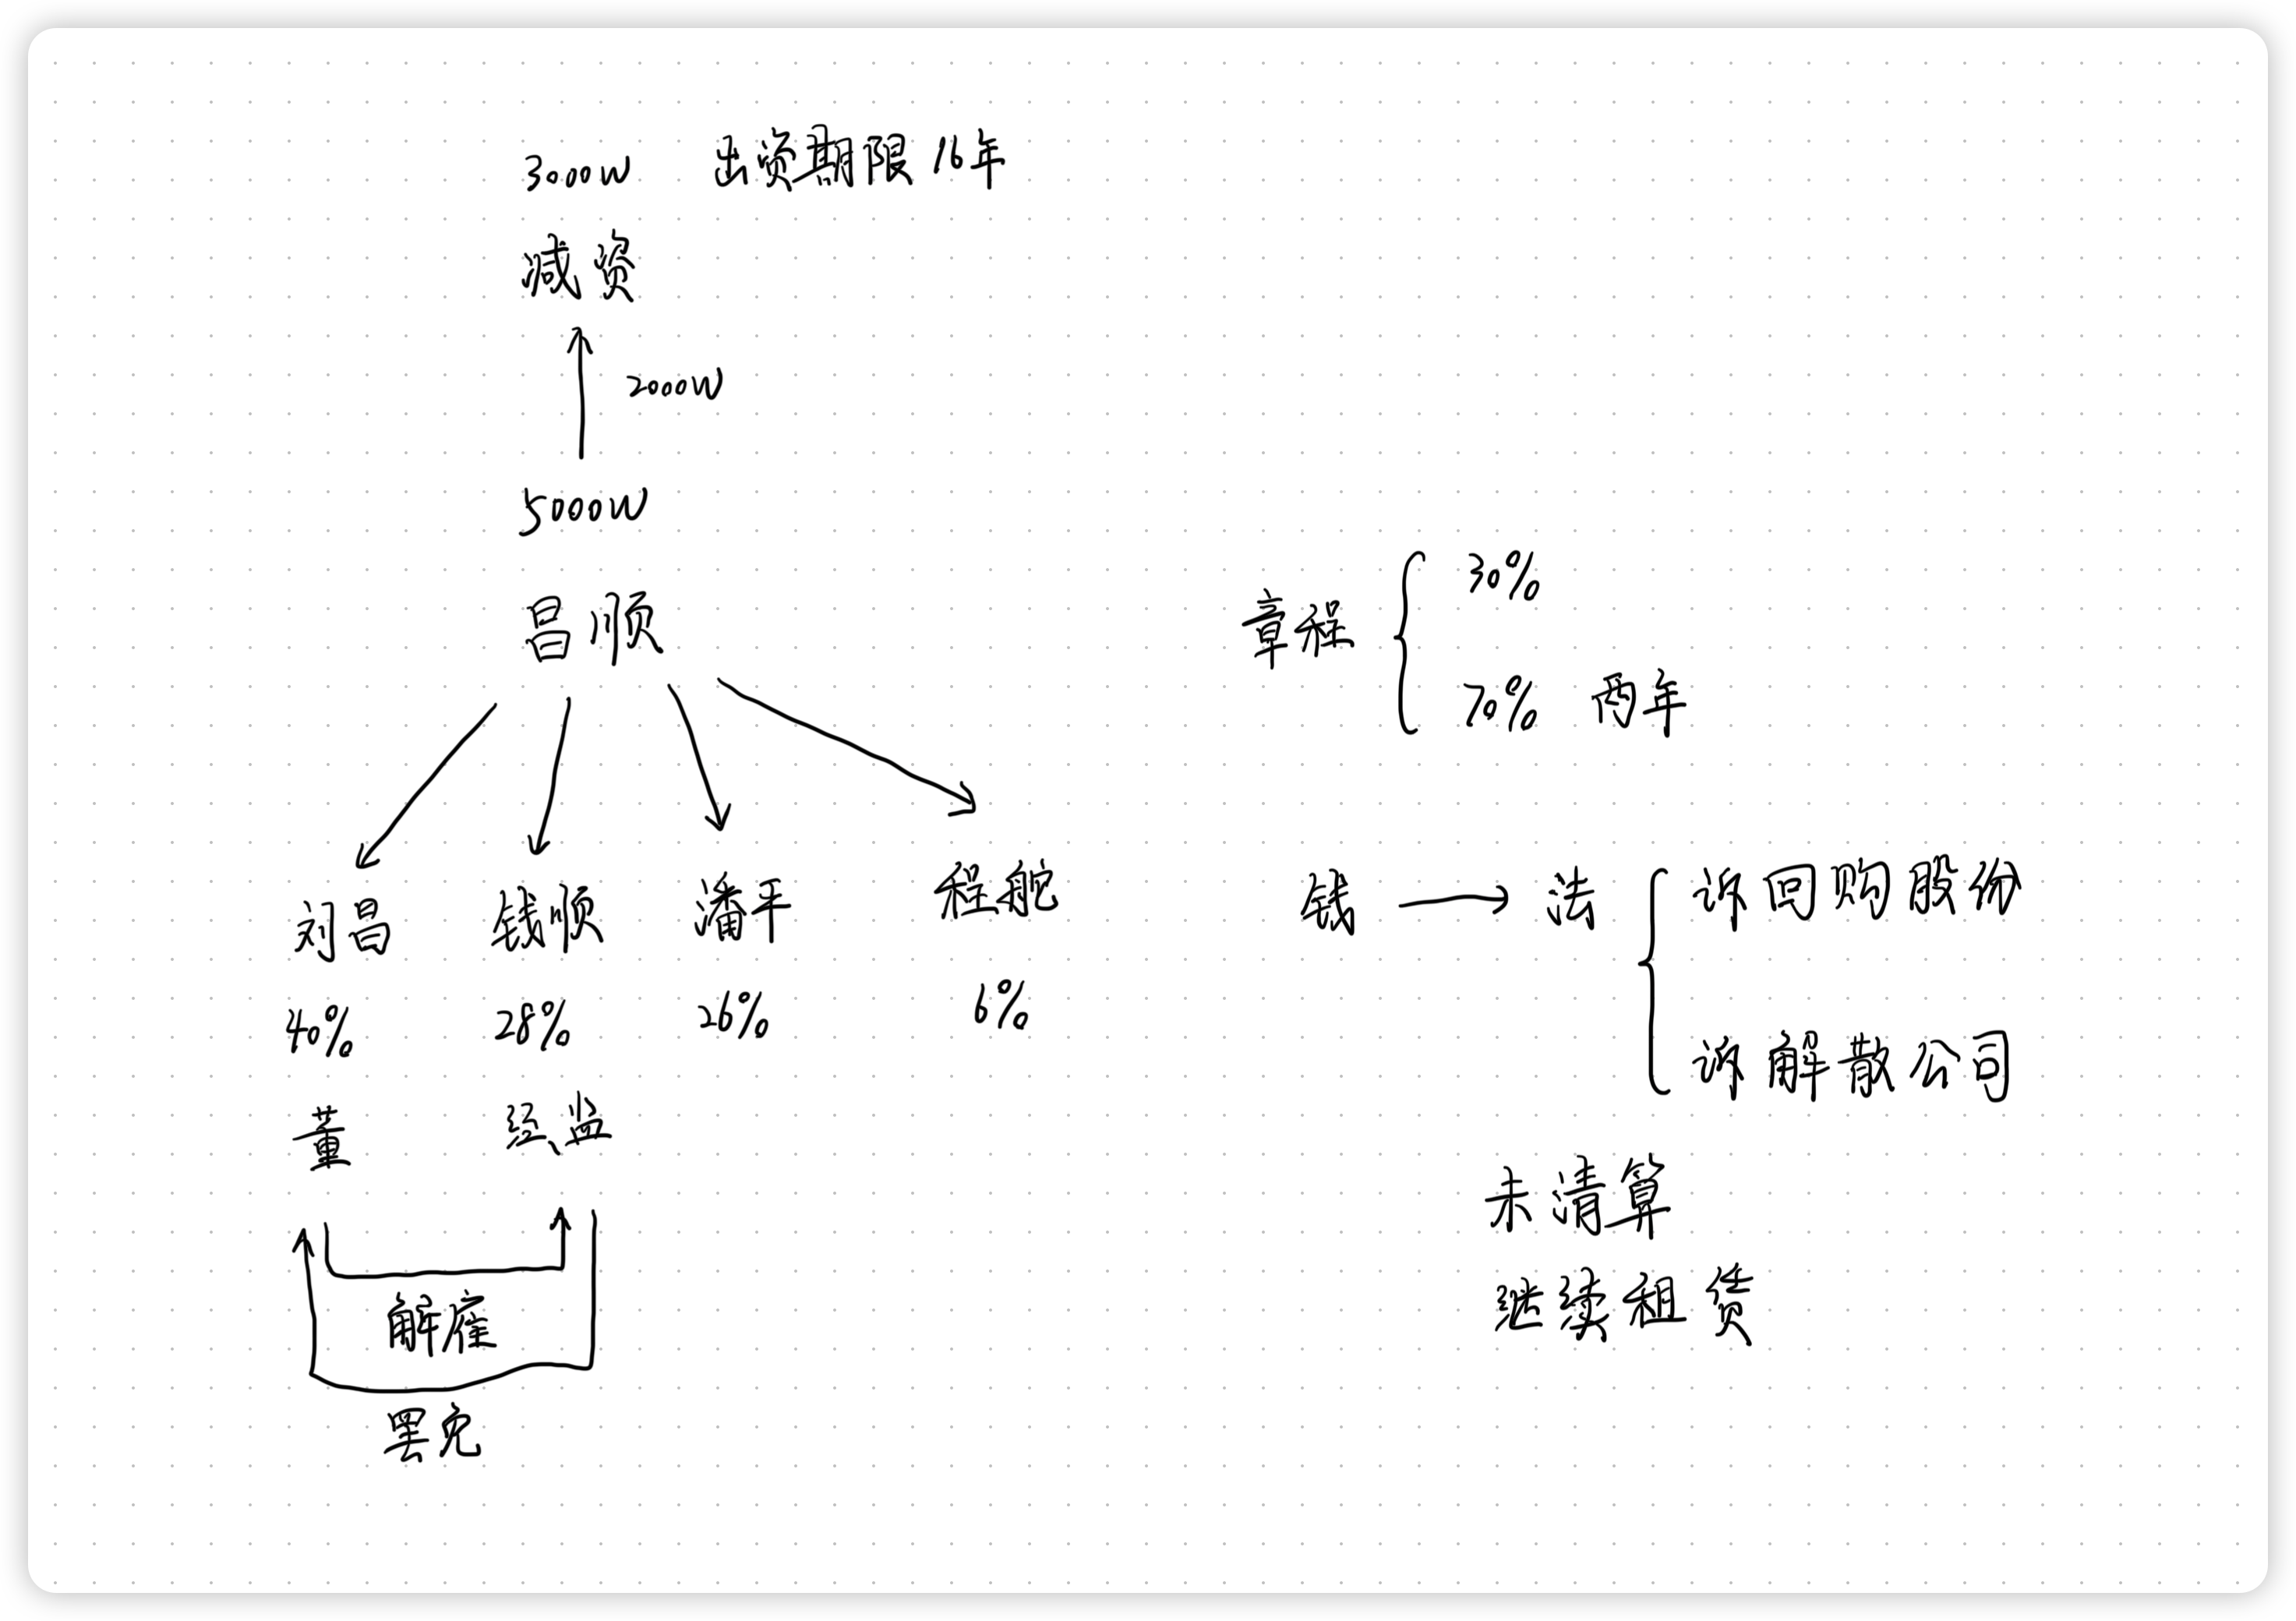 3000W 出资期限16年
减资
2000W
5000W
昌顺
章程
30%
70% 两年
刘昌 钱顺 潘平 程舵
40% 28% 26% 6%
董 经、监
解雇
罢免
钱 法
诉回购股份
诉解散公司
未清算
继续租赁